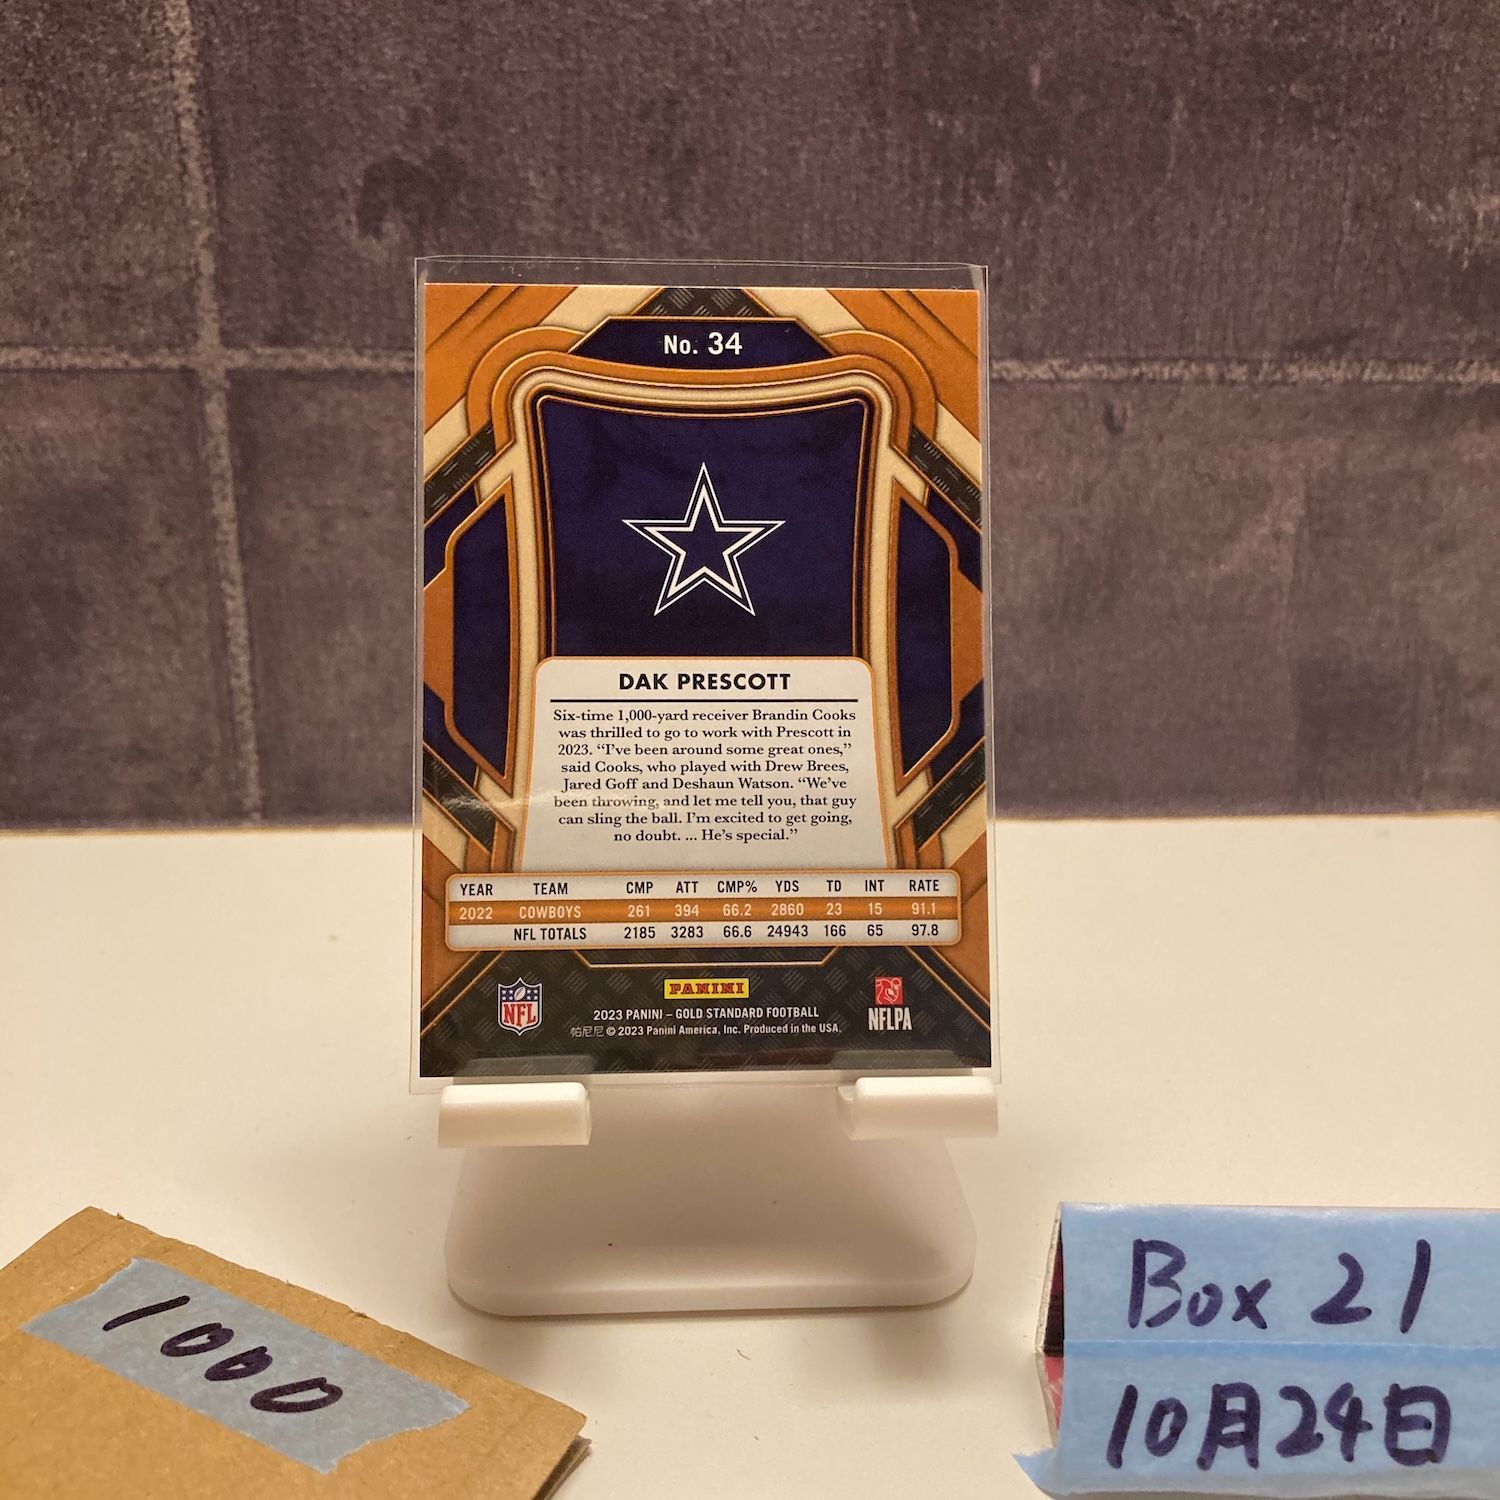 No. 34
DAK PRESCOTT
Six-time 1,000-yard receiver Brandin Cooks
was thrilled to go to work with Prescott in
2023. “I’ve been around some great ones,”
said Cooks, who played with Drew Brees,
Jared Goff and Deshaun Watson. “We’ve
been throwing, and let me tell you, that guy
can sling the ball. I’m excited to get going,
no doubt. ... He’s special.”
YEAR TEAM CMP ATT CMP% YDS TD INT RATE
2022 COWBOYS 261 394 66.2 2860 23 15 91.1
NFL TOTALS 2185 3283 66.6 24943 166 65 97.8
NFL
PANINI
NFLPA
2023 PANINI – GOLD STANDARD FOOTBALL
帕尼尼 © 2023 Panini America, Inc. Produced in the USA.
1000
Box 21
10月24日